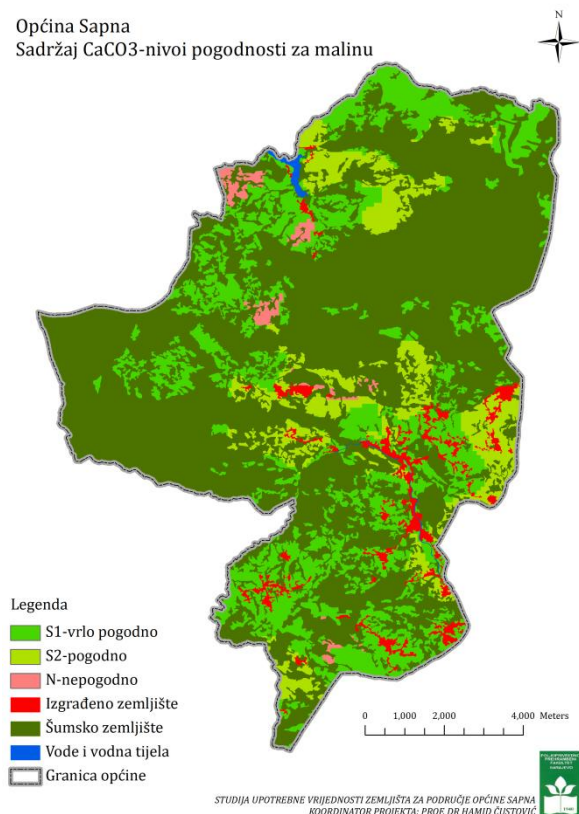 Općina Sapna
Sadržaj CaCO3-nivoi pogodnosti za malinu
N
Legenda
S1-vrlo pogodno
S2-pogodno
N-nepogodno
Izgrađeno zemljište
Šumsko zemljište
Vode i vodna tijela
Granica općine
0 1,000 2,000 4,000 Meters
STUDIJA UPOTREBNE VRIJEDNOSTI ZEMLJIŠTA ZA PODRUČJE OPĆINE SAPNA
KOORDINATOR PROJEKTA: PROF. DR HAMID ČUSTOVIĆ